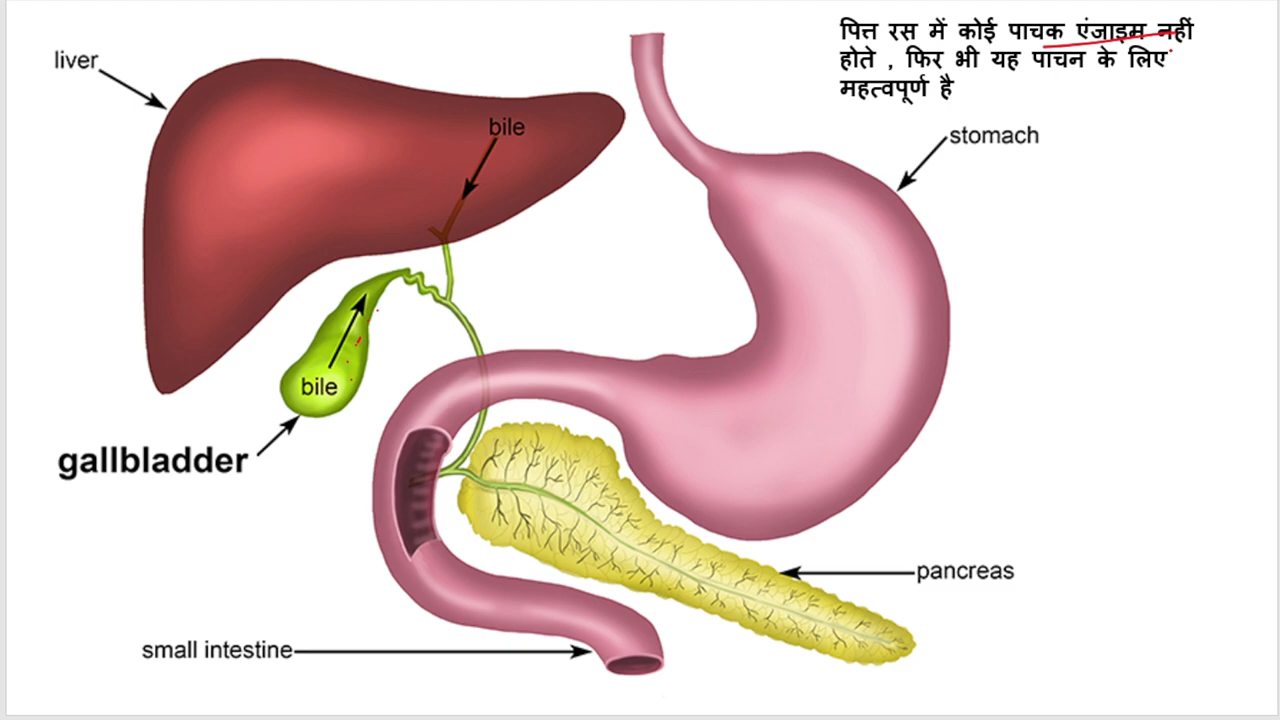 पित्त रस में कोई पाचक एंजाइम नहीं
होते , फिर भी यह पाचन के लिए
महत्वपूर्ण है
liver
bile
stomach
bile
gallbladder
pancreas
small intestine